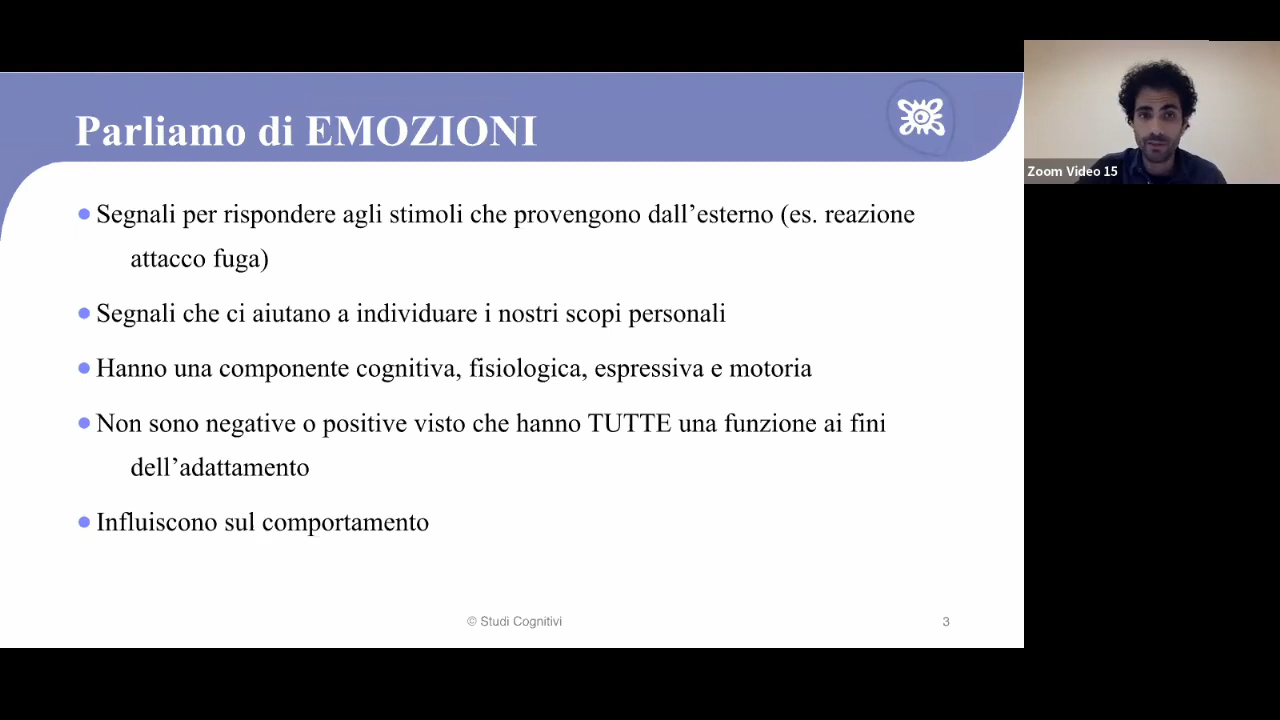 Parliamo di EMOZIONI
Zoom Video 15
Segnali per rispondere agli stimoli che provengono dall’esterno (es. reazione
attacco fuga)
Segnali che ci aiutano a individuare i nostri scopi personali
Hanno una componente cognitiva, fisiologica, espressiva e motoria
Non sono negative o positive visto che hanno TUTTE una funzione ai fini
dell’adattamento
Influiscono sul comportamento
© Studi Cognitivi
3